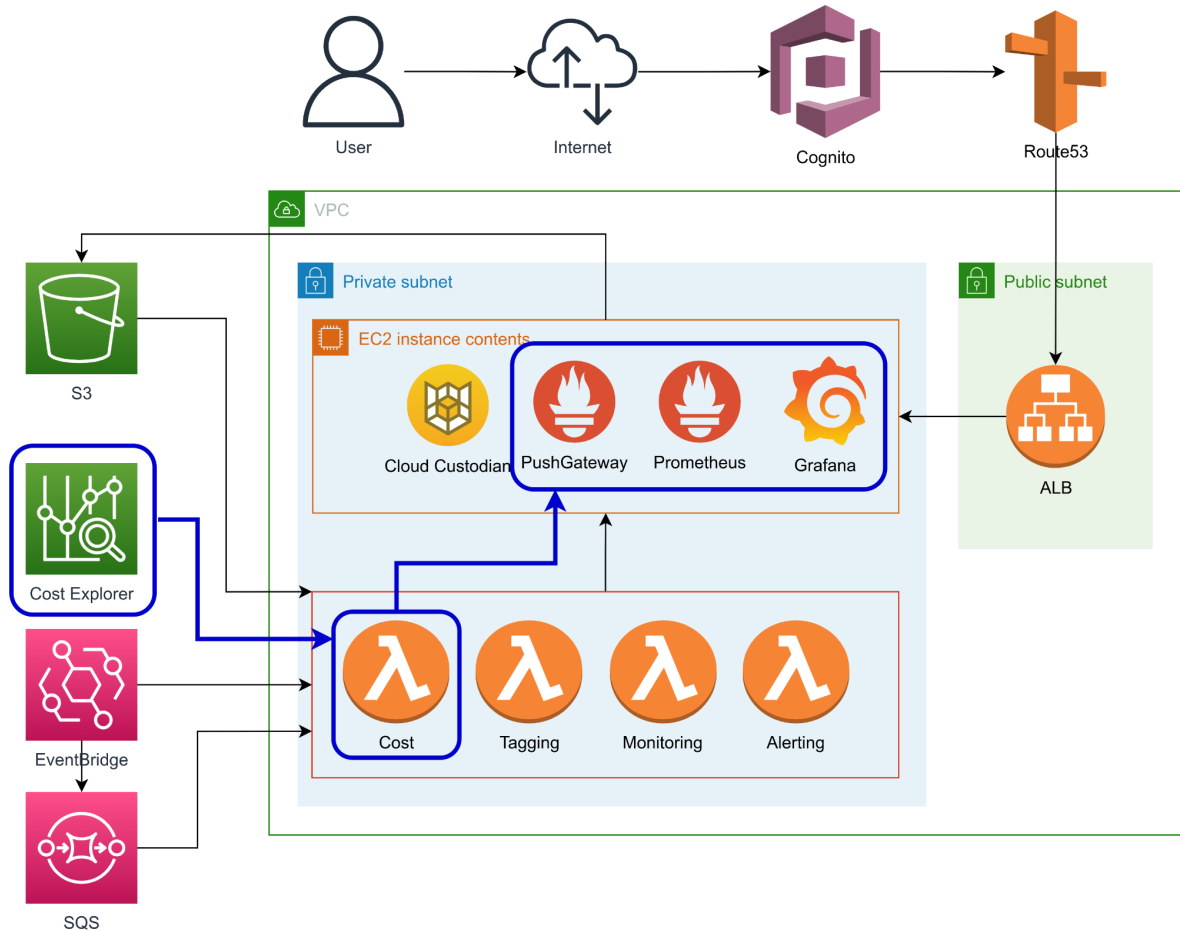 User
Internet
Cognito
Route53
VPC
Private subnet
Public subnet
EC2 instance contents
S3
Cloud Custodian
PushGateway
Prometheus
Grafana
ALB
Cost Explorer
Cost
Tagging
Monitoring
Alerting
EventBridge
SQS